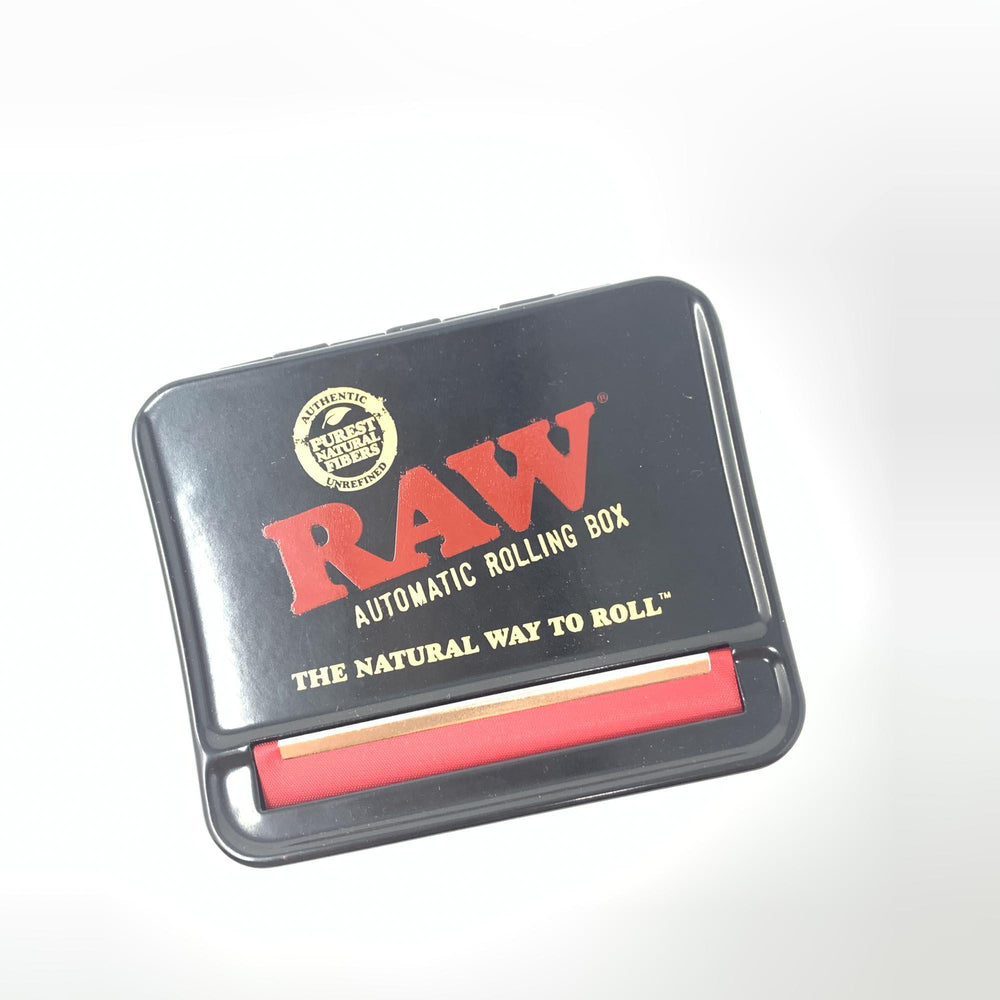 AUTHENTIC
PUREST
NATURAL
FIBERS
UNREFINED
RAW®
AUTOMATIC ROLLING BOX
THE NATURAL WAY TO ROLL™